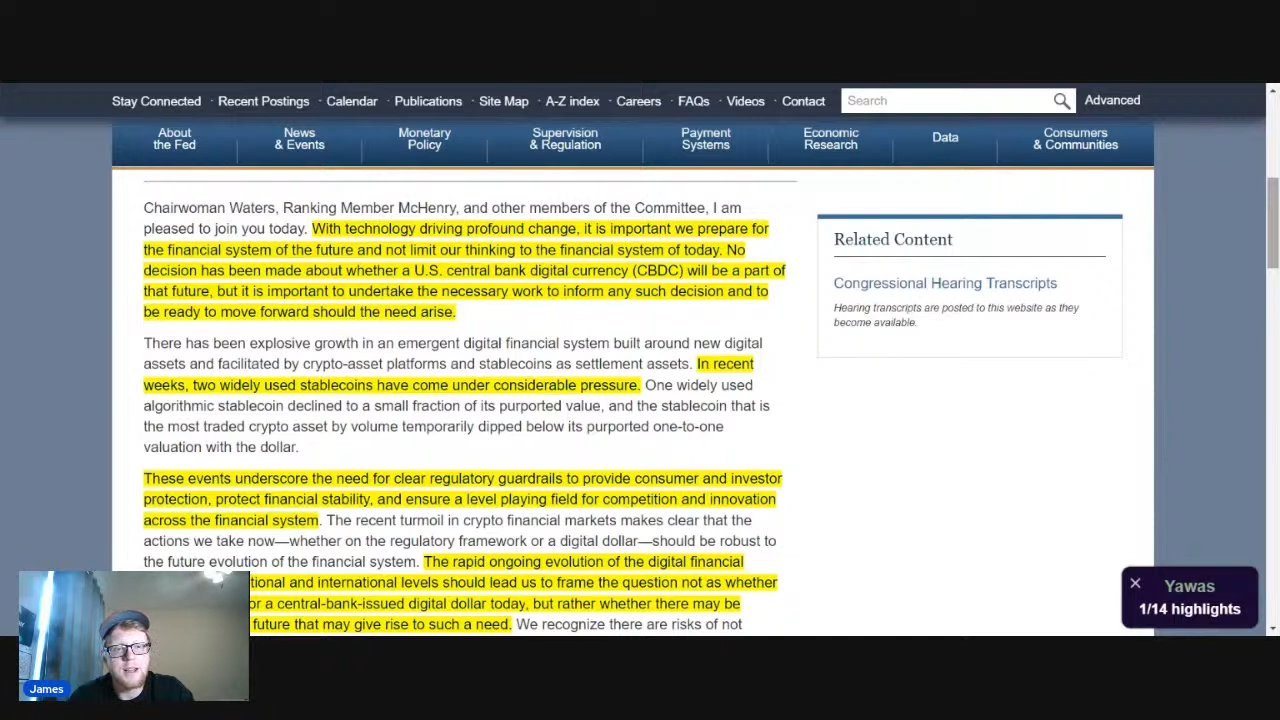 Stay Connected · Recent Postings · Calendar · Publications · Site Map · A-Z index · Careers · FAQs · Videos · Contact Search Advanced
About the Fed
News & Events
Monetary Policy
Supervision & Regulation
Payment Systems
Economic Research
Data
Consumers & Communities
Chairwoman Waters, Ranking Member McHenry, and other members of the Committee, I am
pleased to join you today. With technology driving profound change, it is important we prepare for
the financial system of the future and not limit our thinking to the financial system of today. No
decision has been made about whether a U.S. central bank digital currency (CBDC) will be a part of
that future, but it is important to undertake the necessary work to inform any such decision and to
be ready to move forward should the need arise.
There has been explosive growth in an emergent digital financial system built around new digital
assets and facilitated by crypto-asset platforms and stablecoins as settlement assets. In recent
weeks, two widely used stablecoins have come under considerable pressure. One widely used
algorithmic stablecoin declined to a small fraction of its purported value, and the stablecoin that is
the most traded crypto asset by volume temporarily dipped below its purported one-to-one
valuation with the dollar.
These events underscore the need for clear regulatory guardrails to provide consumer and investor
protection, protect financial stability, and ensure a level playing field for competition and innovation
across the financial system. The recent turmoil in crypto financial markets makes clear that the
actions we take now—whether on the regulatory framework or a digital dollar—should be robust to
the future evolution of the financial system. The rapid ongoing evolution of the digital financial
tional and international levels should lead us to frame the question not as whether
or a central-bank-issued digital dollar today, but rather whether there may be
future that may give rise to such a need. We recognize there are risks of not
Related Content
Congressional Hearing Transcripts
Hearing transcripts are posted to this website as they
become available.
Yawas
1/14 highlights
James